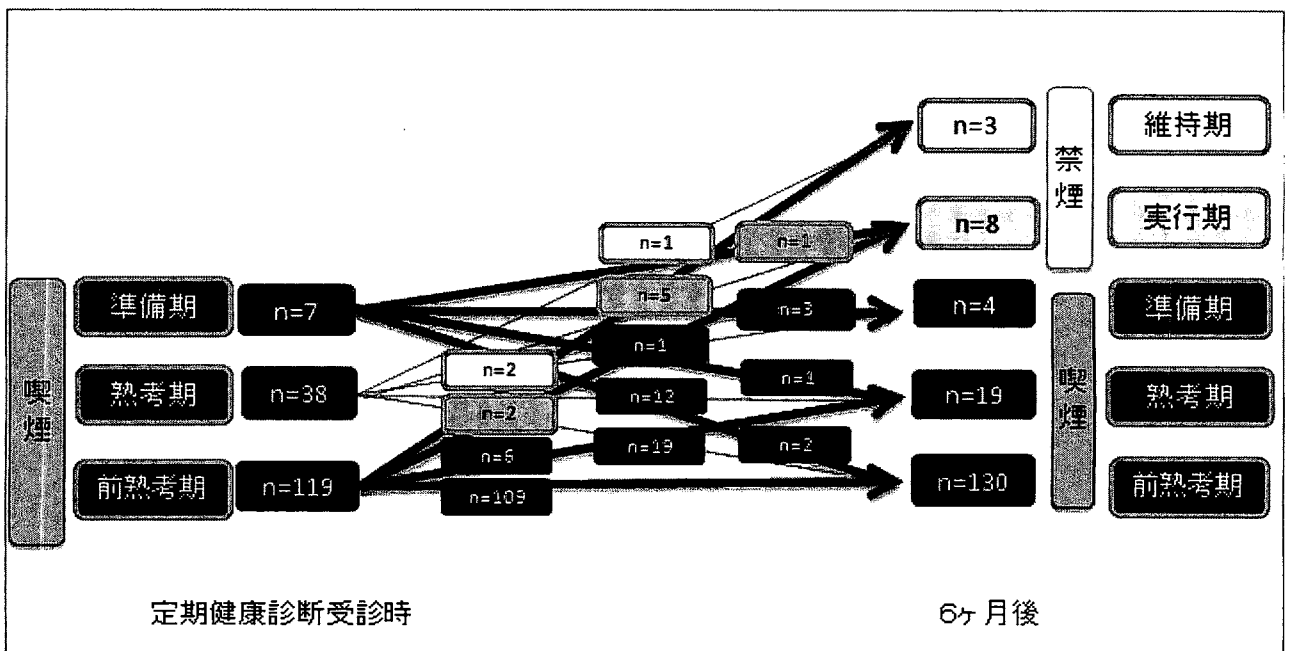 n=3
維持期
禁煙
n=8
実行期
n=1
n=1
n=5
喫煙
準備期
n=7
n=3
n=4
準備期
喫煙
n=1
熟考期
n=38
n=2
n=1
n=12
n=19
熟考期
n=2
前熟考期
n=119
n=6
n=19
n=2
n=109
n=130
前熟考期
定期健康診断受診時
6ヶ月後